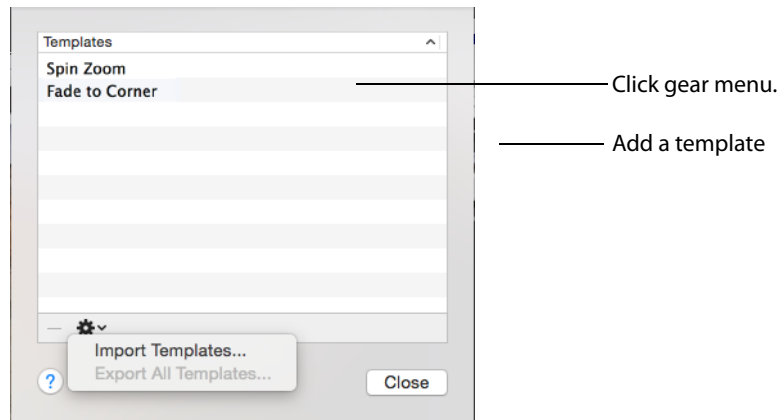 Templates
Spin Zoom
Fade to Corner
Click gear menu.
Add a template
Import Templates...
Export All Templates...
?
Close